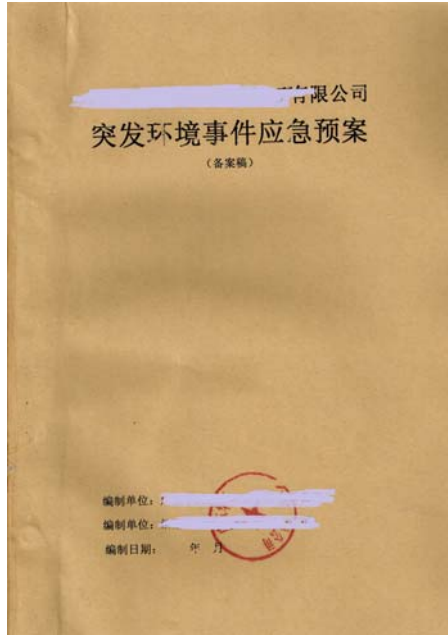 有限公司
突发环境事件应急预案
(备案稿)
编制单位:
编制单位:
编制日期: 年 月